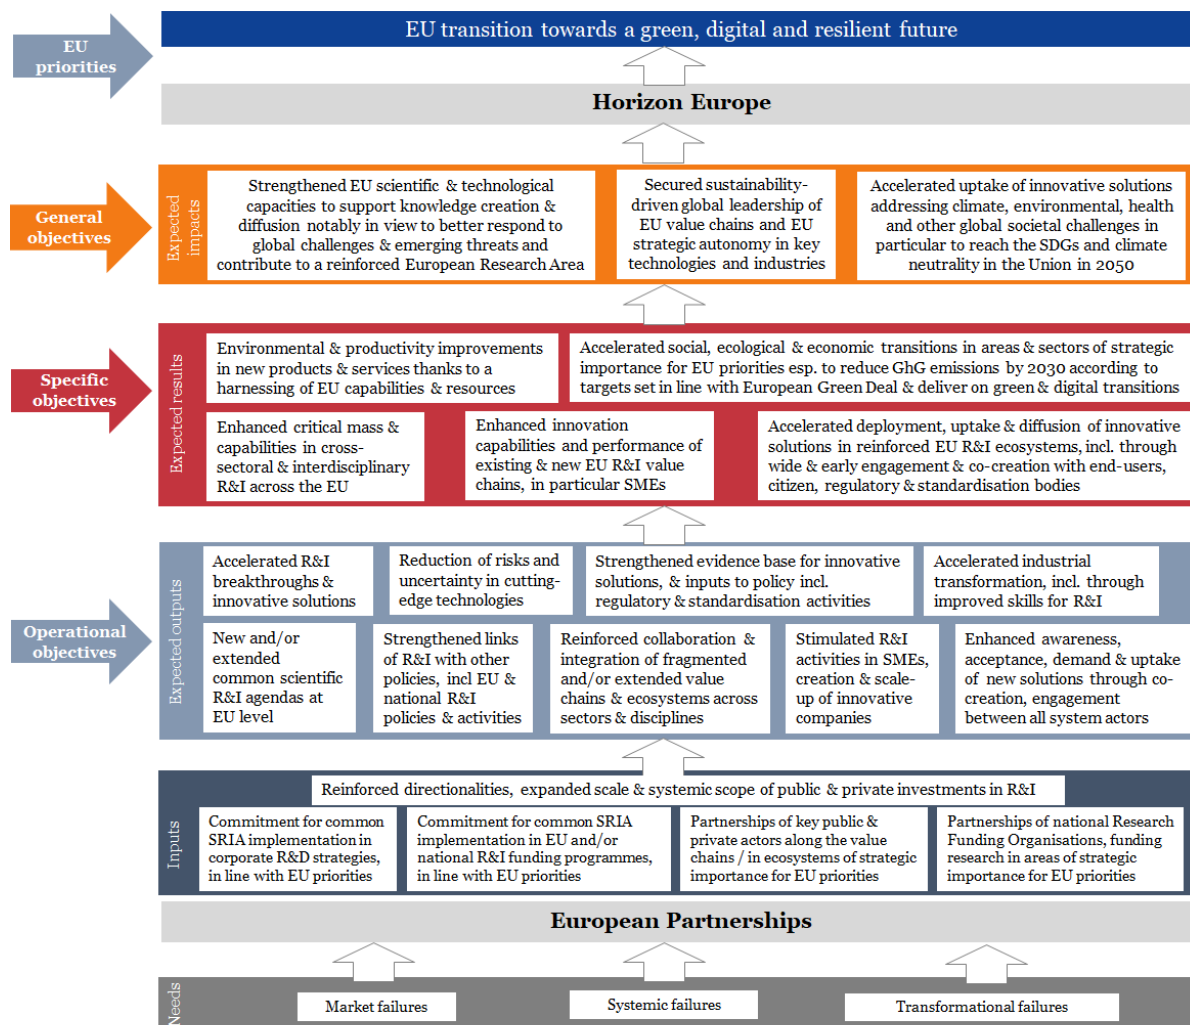 EU transition towards a green, digital and resilient future
EU
priorities
Horizon Europe
General
objectives
Expected
impacts
Strengthened EU scientific & technological
capacities to support knowledge creation &
diffusion notably in view to better respond to
global challenges & emerging threats and
contribute to a reinforced European Research Area
Secured sustainability-
driven global leadership of
EU value chains and EU
strategic autonomy in key
technologies and industries
Accelerated uptake of innovative solutions
addressing climate, environmental, health
and other global societal challenges in
particular to reach the SDGs and climate
neutrality in the Union in 2050
Specific
objectives
Expected results
Environmental & productivity improvements
in new products & services thanks to a
harnessing of EU capabilities & resources
Accelerated social, ecological & economic transitions in areas & sectors of strategic
importance for EU priorities esp. to reduce GhG emissions by 2030 according to
targets set in line with European Green Deal & deliver on green & digital transitions
Enhanced critical mass &
capabilities in cross-
sectoral & interdisciplinary
R&I across the EU
Enhanced innovation
capabilities and performance of
existing & new EU R&I value
chains, in particular SMEs
Accelerated deployment, uptake & diffusion of innovative
solutions in reinforced EU R&I ecosystems, incl. through
wide & early engagement & co-creation with end-users,
citizen, regulatory & standardisation bodies
Operational
objectives
Expected outputs
Accelerated R&I
breakthroughs &
innovative solutions
Reduction of risks and
uncertainty in cutting-
edge technologies
Strengthened evidence base for innovative
solutions, & inputs to policy incl.
regulatory & standardisation activities
Accelerated industrial
transformation, incl. through
improved skills for R&I
New and/or
extended
common scientific
R&I agendas at
EU level
Strengthened links
of R&I with other
policies, incl EU &
national R&I
policies & activities
Reinforced collaboration &
integration of fragmented
and/or extended value
chains & ecosystems across
sectors & disciplines
Stimulated R&I
activities in SMEs,
creation & scale-
up of innovative
companies
Enhanced awareness,
acceptance, demand & uptake
of new solutions through co-
creation, engagement
between all system actors
Inputs
Reinforced directionalities, expanded scale & systemic scope of public & private investments in R&I
Commitment for common
SRIA implementation in
corporate R&D strategies,
in line with EU priorities
Commitment for common SRIA
implementation in EU and/or
national R&I funding programmes,
in line with EU priorities
Partnerships of key public &
private actors along the value
chains / in ecosystems of strategic
importance for EU priorities
Partnerships of national Research
Funding Organisations, funding
research in areas of strategic
importance for EU priorities
European Partnerships
Needs
Market failures
Systemic failures
Transformational failures